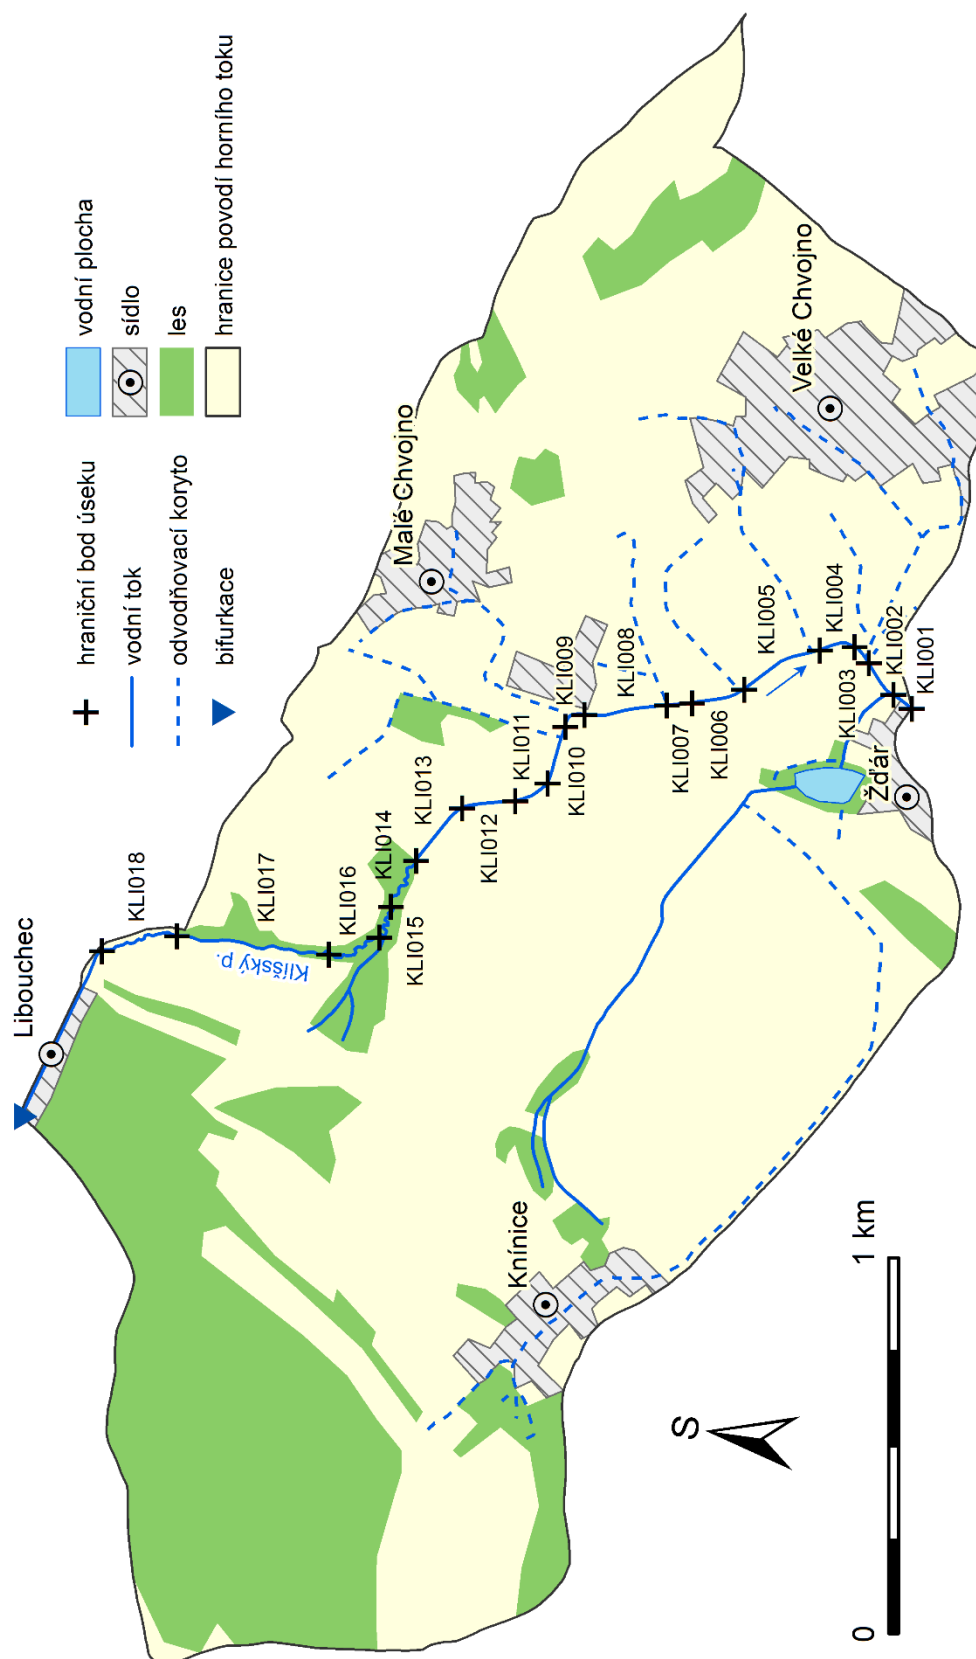 hraniční bod úseku
vodní tok
odvodňovací koryto
bifurkace
vodní plocha
sídlo
les
hranice povodí horního toku
Libouchec
KLI018
KLI017
KLI016
KLI015
KLI014
KLI013
KLI012
KLI011
KLI010
KLI009
KLI008
KLI007
KLI006
KLI005
KLI004
KLI003
KLI002
KLI001
Klíšský p.
Malé Chvojno
Velké Chvojno
Žďár
Knínice
S
0
1 km